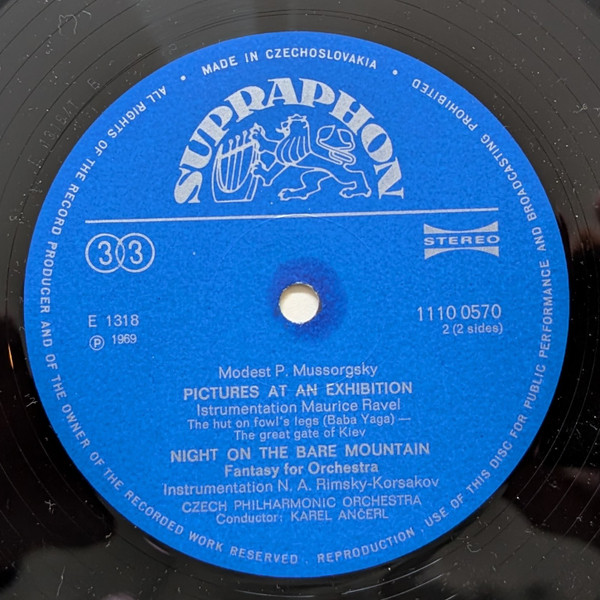 MADE IN CZECHOSLOVAKIA
ALL RIGHTS OF THE RECORD PRODUCER AND OF THE OWNER OF THE RECORDED WORK RESERVED . REPRODUCTION . USE OF THIS DISC FOR PUBLIC PERFORMANCE AND BROADCASTING PROHIBITED
SUPRAPHON
33
STEREO
E 1318
Ⓟ 1969
1110 0570
2 (2 sides)
Modest P. Mussorgsky
PICTURES AT AN EXHIBITION
Istrumentation Maurice Ravel
The hut on fowl's legs (Baba Yaga) —
The great gate of Kiev
NIGHT ON THE BARE MOUNTAIN
Fantasy for Orchestra
Instrumentation N. A. Rimsky-Korsakov
CZECH PHILHARMONIC ORCHESTRA
Conductor: KAREL ANČERL